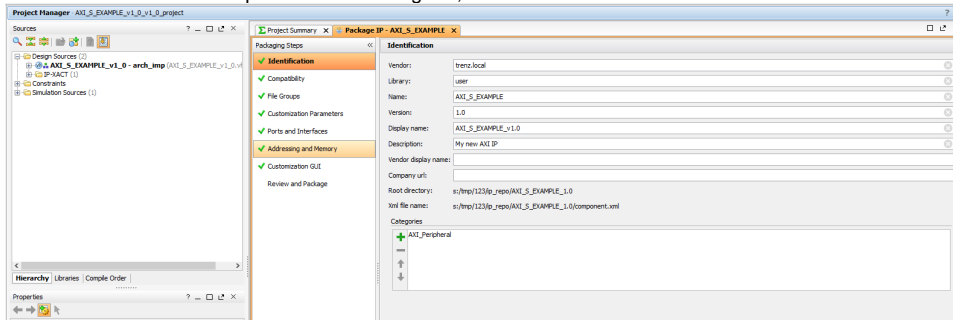 Project Manager - AXI_S_EXAMPLE_v1_0_v1_0_project
?
Sources
Design Sources (2)
AXI_S_EXAMPLE_v1_0 - arch_imp (AXI_S_EXAMPLE_v1_0.vh
IP-XACT (1)
Constraints
Simulation Sources (1)
Hierarchy Libraries Compile Order
Properties
Project Summary x Package IP - AXI_S_EXAMPLE x
Packaging Steps
Identification
Compatibility
File Groups
Customization Parameters
Ports and Interfaces
Addressing and Memory
Customization GUI
Review and Package
Identification
Vendor: trenz.local
Library: user
Name: AXI_S_EXAMPLE
Version: 1.0
Display name: AXI_S_EXAMPLE_v1.0
Description: My new AXI IP
Vendor display name:
Company url:
Root directory: s:/tmp/123/ip_repo/AXI_S_EXAMPLE_1.0
Xml file name: s:/tmp/123/ip_repo/AXI_S_EXAMPLE_1.0/component.xml
Categories
AXI_Peripheral